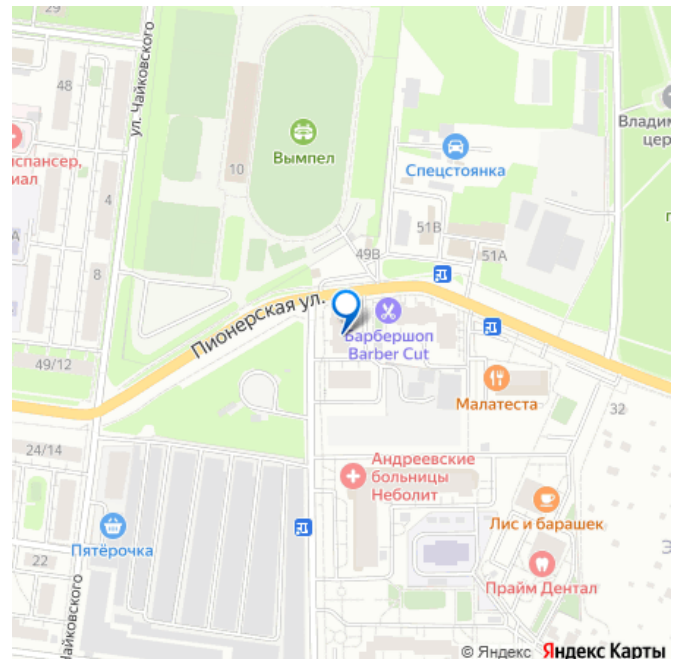 ул. Чайковского
48
Вымпел
Спецстоянка
Владим
цер
испансер,
иал
10
4
51В
49В
51А
А
8
Пионерская ул.
Барбершоп
Barber Cut
49/12
Малатеста
32
24/14
Андреевские
больницы
Неболит
Лис и барашек
Пятёрочка
22
Прайм Дентал
Чайковского
© Яндекс Яндекс Карты